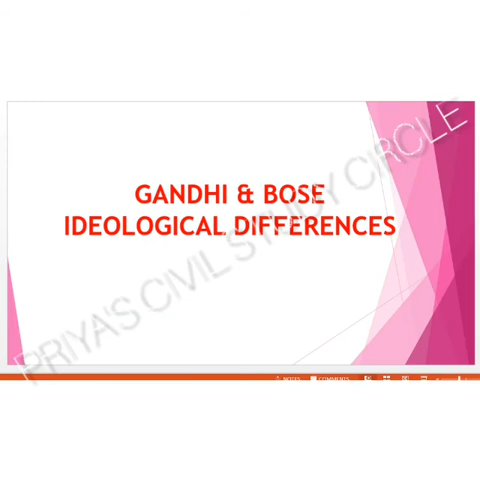 GANDHI & BOSE
IDEOLOGICAL DIFFERENCES
PRIYA'S CIVIL STUDY CIRCLE
NOTES COMMENTS